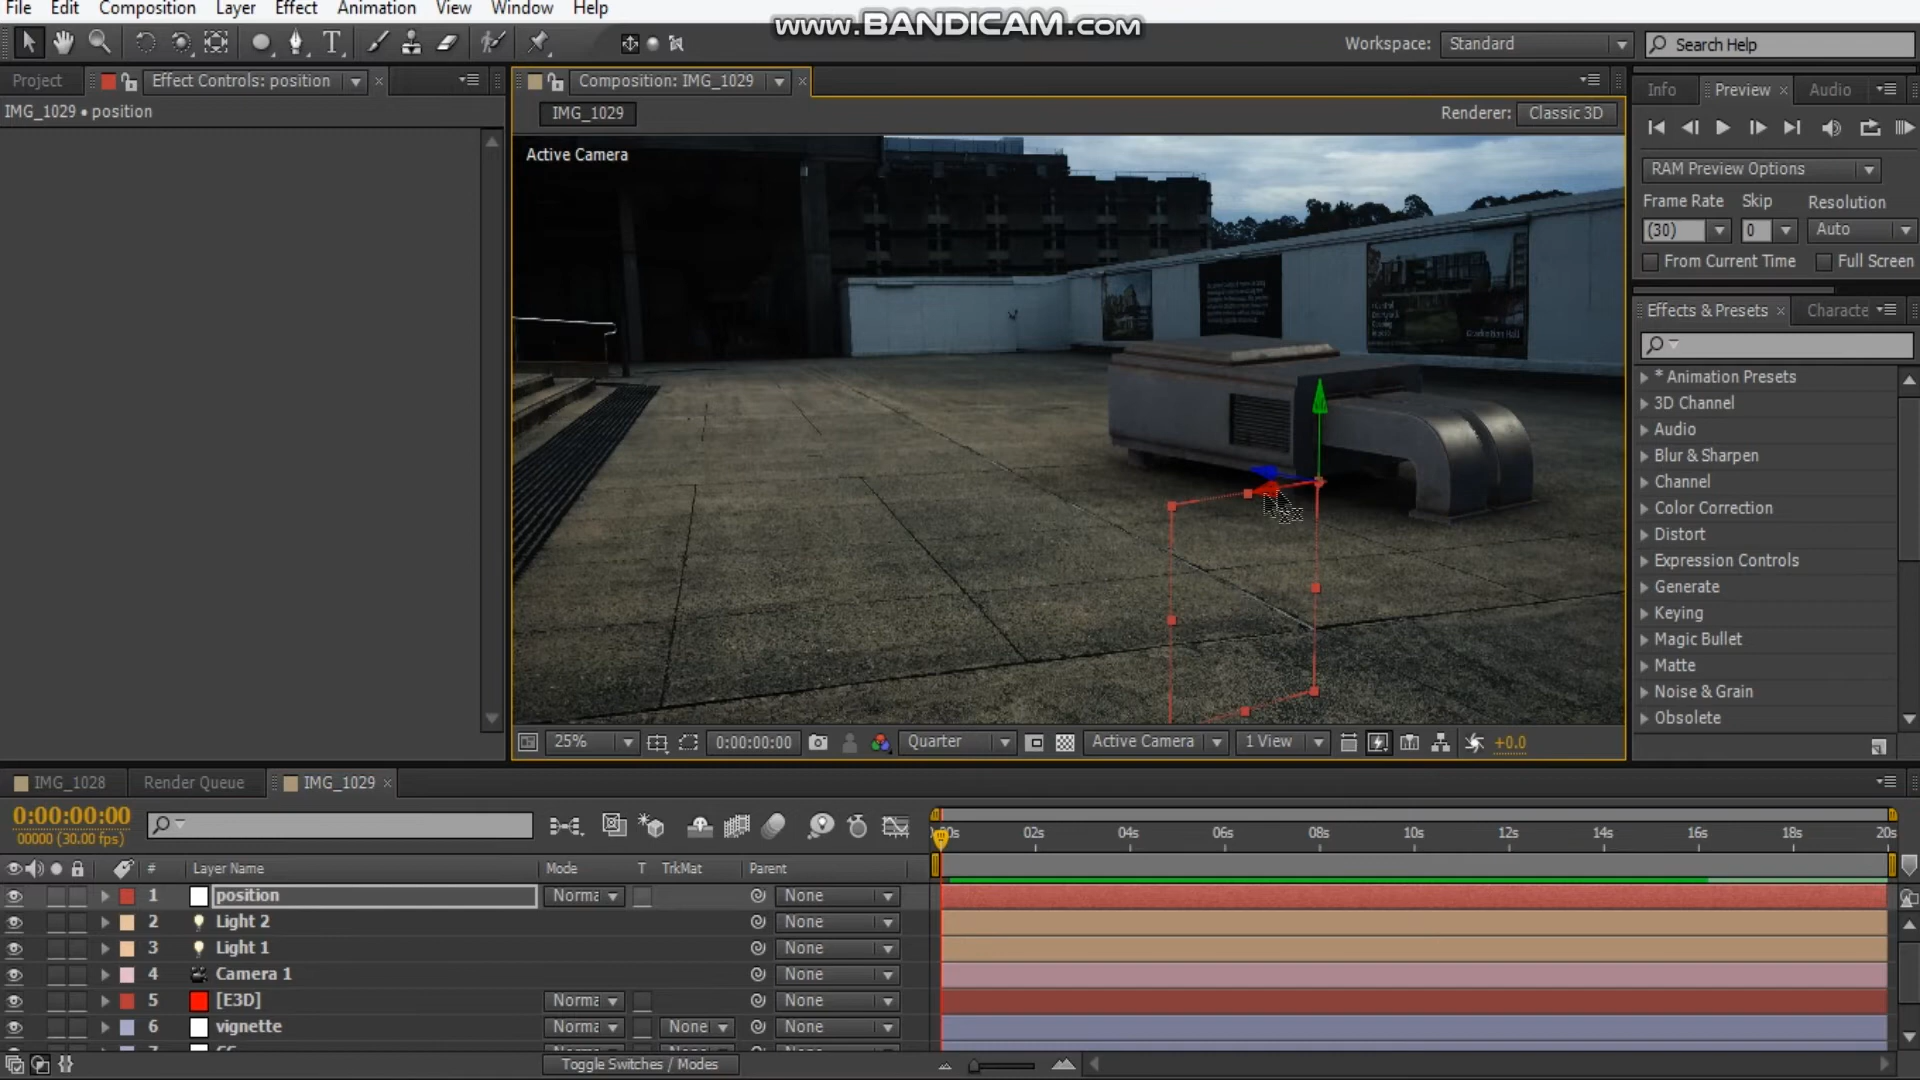 File Edit Composition Layer Effect Animation View Window Help
www.BANDICAM.com
Workspace: Standard
Search Help
Project
Effect Controls: position
Composition: IMG_1029
Info Preview Audio
IMG_1029 • position
IMG_1029
Renderer: Classic 3D
Active Camera
RAM Preview Options
Frame Rate Skip Resolution
(30) 0 Auto
From Current Time Full Screen
Effects & Presets Characte
* Animation Presets
3D Channel
Audio
Blur & Sharpen
Channel
Color Correction
Distort
Expression Controls
Generate
Keying
Magic Bullet
Matte
Noise & Grain
Obsolete
25% 0:00:00:00 Quarter Active Camera 1 View +0.0
IMG_1028 Render Queue IMG_1029
0:00:00:00
00000 (30.00 fps)
00s 02s 04s 06s 08s 10s 12s 14s 16s 18s 20s
# Layer Name Mode T TrkMat Parent
1 position Norma None
2 Light 2 None
3 Light 1 None
4 Camera 1 None
5 [E3D] Norma None
6 vignette Norma None None
Toggle Switches / Modes